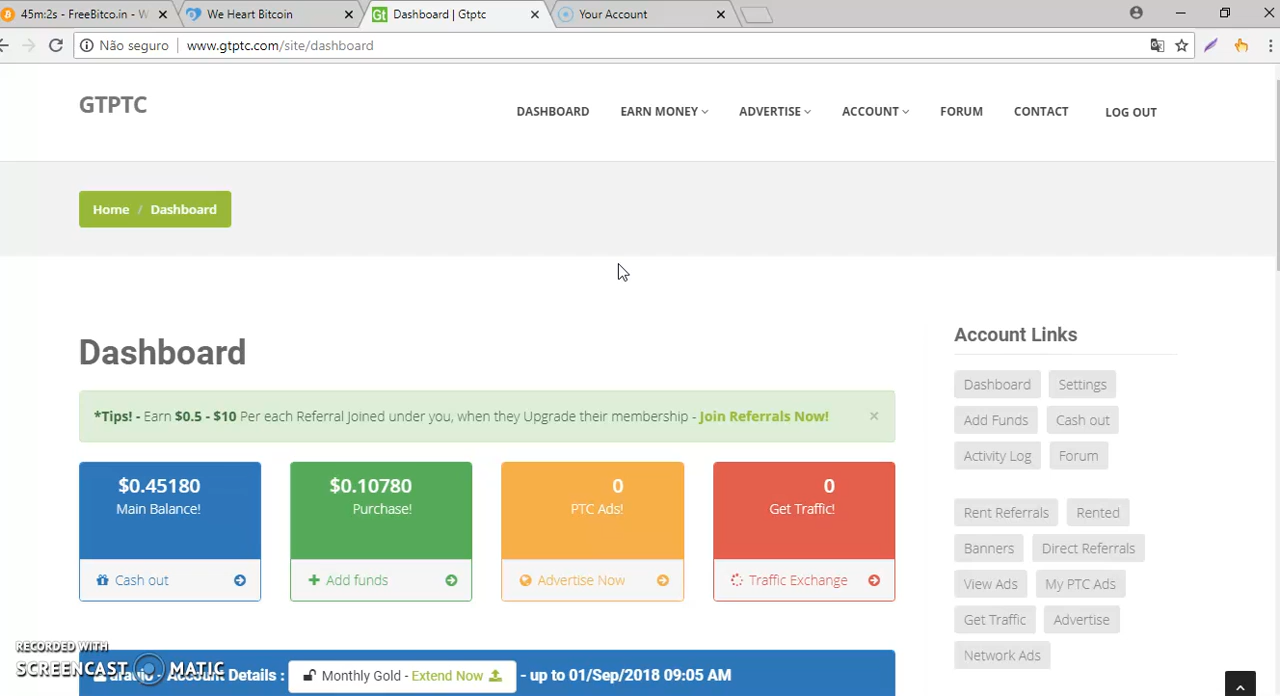 45m:2s - FreeBitco.in - W
We Heart Bitcoin
Gt Dashboard | Gtptc
Your Account
Não seguro | www.gtptc.com/site/dashboard
GTPTC
DASHBOARD EARN MONEY ADVERTISE ACCOUNT FORUM CONTACT LOG OUT
Home / Dashboard
Dashboard
*Tips! - Earn $0.5 - $10 Per each Referral Joined under you, when they Upgrade their membership - Join Referrals Now! ×
$0.45180
Main Balance!
Cash out
$0.10780
Purchase!
Add funds
0
PTC Ads!
Advertise Now
0
Get Traffic!
Traffic Exchange
Account Details : Monthly Gold - Extend Now - up to 01/Sep/2018 09:05 AM
Account Links
Dashboard Settings
Add Funds Cash out
Activity Log Forum
Rent Referrals Rented
Banners Direct Referrals
View Ads My PTC Ads
Get Traffic Advertise
Network Ads
RECORDED WITH
SCREENCAST MATIC